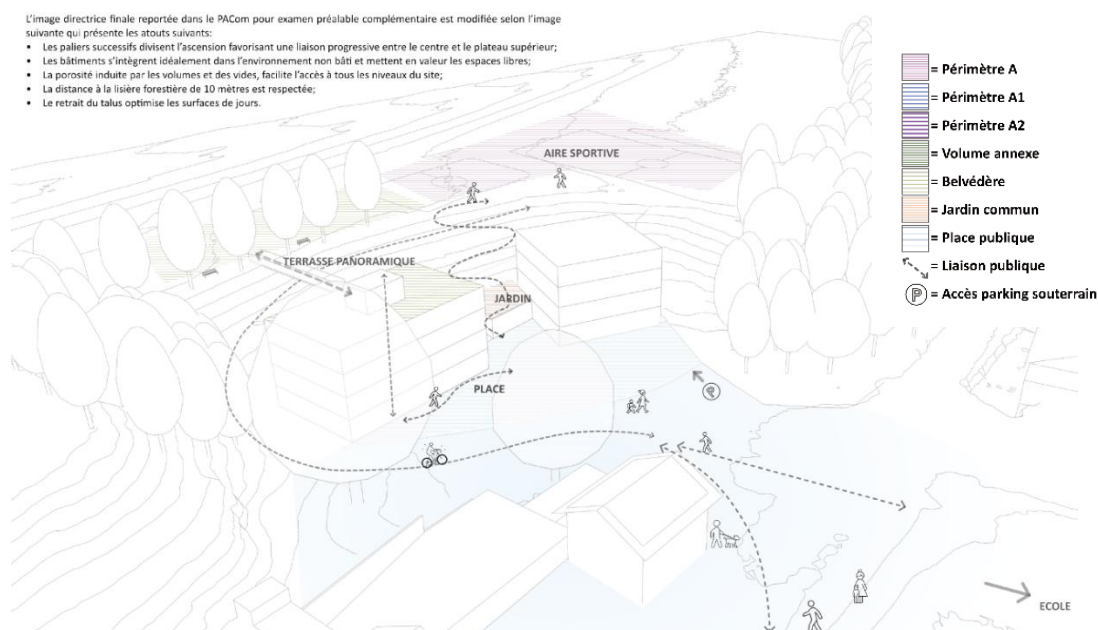 L'image directrice finale reportée dans le PACom pour examen préalable complémentaire est modifiée selon l'image
suivante qui présente les atouts suivants:
• Les paliers successifs divisent l'ascension favorisant une liaison progressive entre le centre et le plateau supérieur;
• Les bâtiments s'intègrent idéalement dans l'environnement non bâti et mettent en valeur les espaces libres;
• La porosité induite par les volumes et des vides, facilite l'accès à tous les niveaux du site;
• La distance à la lisière forestière de 10 mètres est respectée;
• Le retrait du talus optimise les surfaces de jours.
= Périmètre A
= Périmètre A1
= Périmètre A2
= Volume annexe
= Belvédère
= Jardin commun
= Place publique
= Liaison publique
P = Accès parking souterrain
AIRE SPORTIVE
TERRASSE PANORAMIQUE
JARDIN
PLACE
P
ECOLE